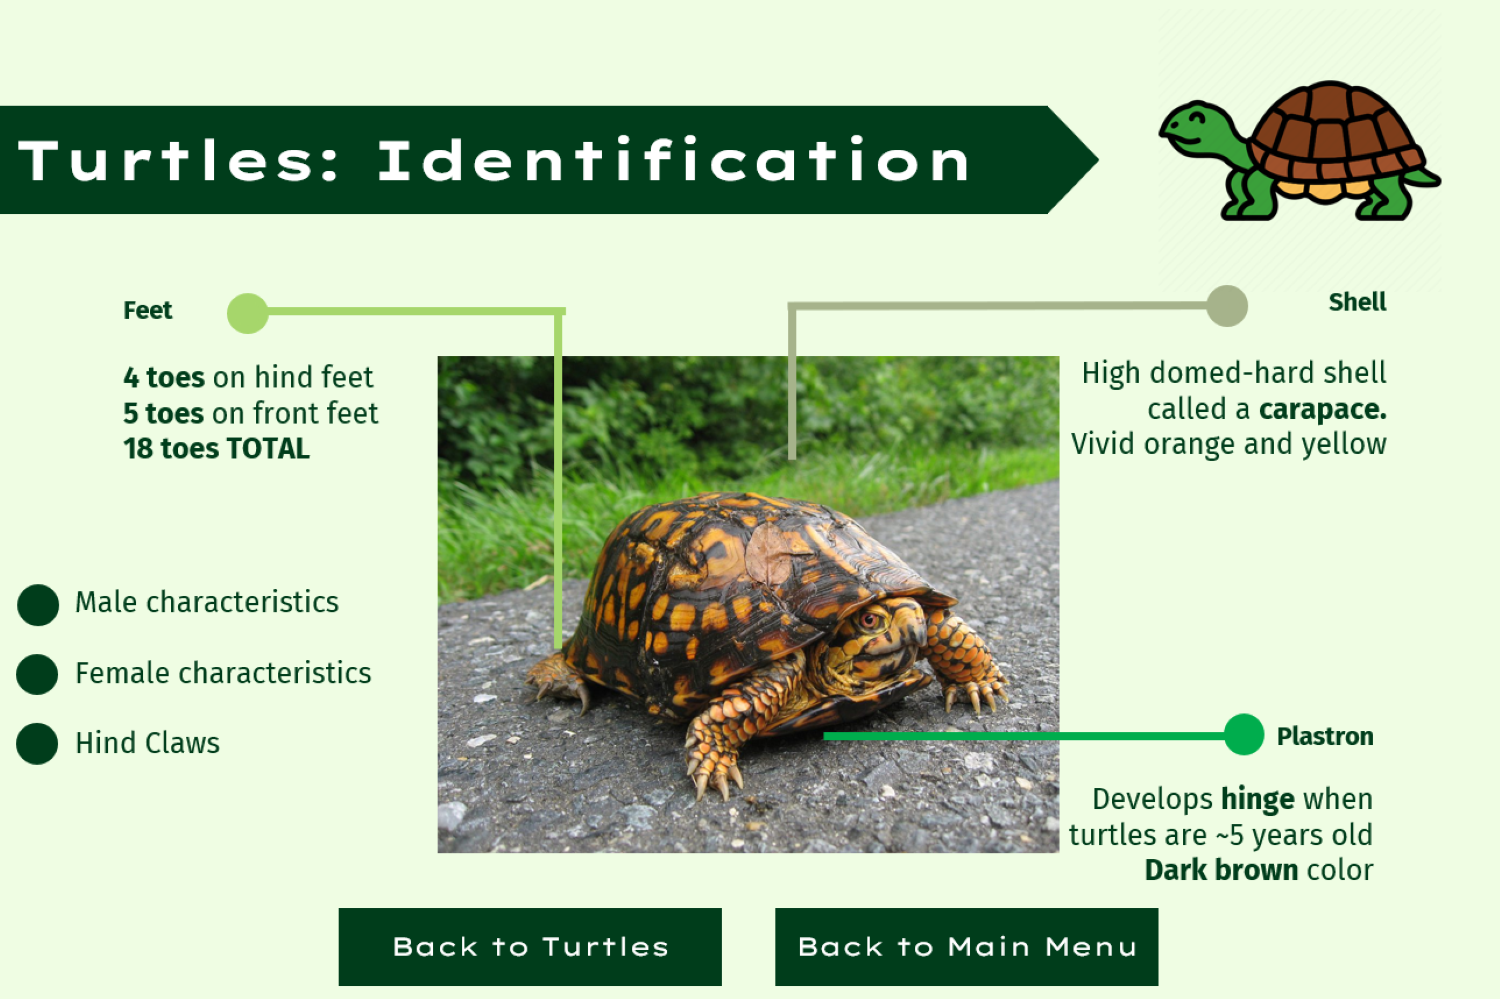 Turtles: Identification
Feet
4 toes on hind feet
5 toes on front feet
18 toes TOTAL
Shell
High domed-hard shell
called a carapace.
Vivid orange and yellow
Male characteristics
Female characteristics
Hind Claws
Plastron
Develops hinge when
turtles are ~5 years old
Dark brown color
Back to Turtles
Back to Main Menu